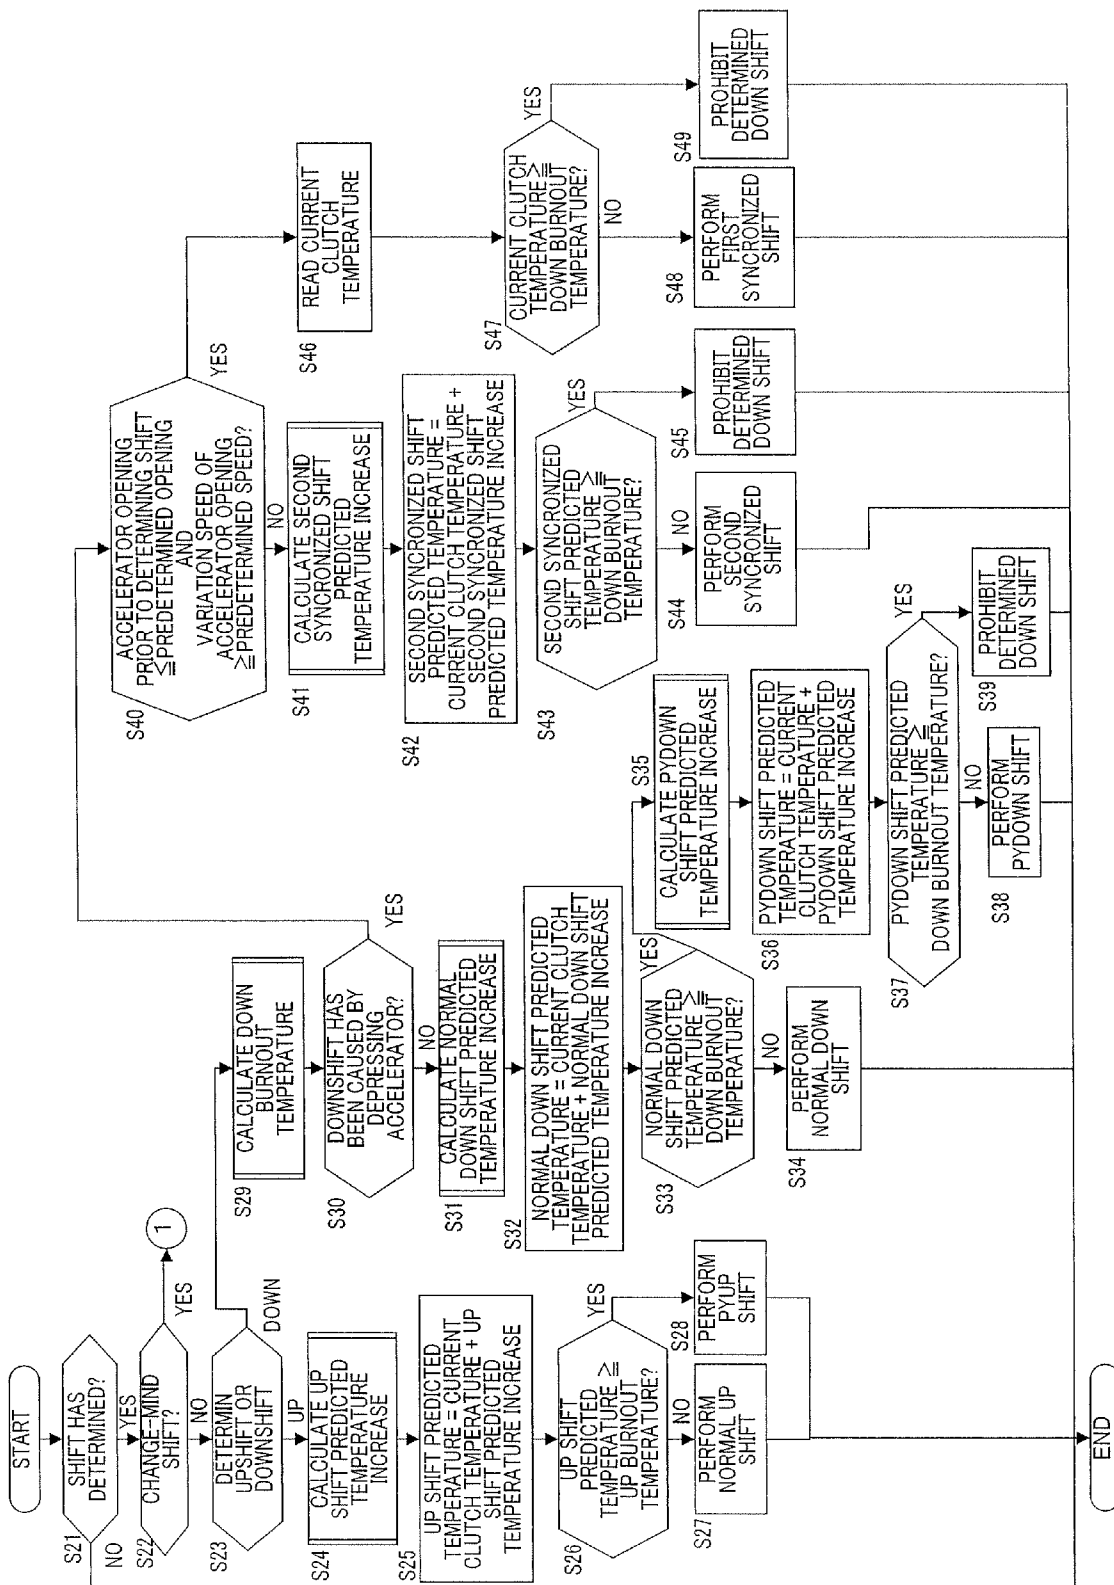 START
S21
SHIFT HAS
DETERMINED?
NO
YES
S22
CHANGE-MIND
SHIFT?
YES
1
NO
S23
DETERMIN
UPSHIFT OR
DOWNSHIFT
DOWN
UP
S24
CALCULATE UP
SHIFT PREDICTED
TEMPERATURE
INCREASE
S25
UP SHIFT PREDICTED
TEMPERATURE = CURRENT
CLUTCH TEMPERATURE + UP
SHIFT PREDICTED
TEMPERATURE INCREASE
S26
UP SHIFT
PREDICTED
TEMPERATURE ≧
UP BURNOUT
TEMPERATURE?
YES
NO
S27
PERFORM
NORMAL UP
SHIFT
S28
PERFORM
PYUP
SHIFT
S29
CALCULATE DOWN
BURNOUT
TEMPERATURE
S30
DOWNSHIFT HAS
BEEN CAUSED BY
DEPRESSING
ACCELERATOR?
YES
NO
S31
CALCULATE NORMAL
DOWN SHIFT PREDICTED
TEMPERATURE INCREASE
S32
NORMAL DOWN SHIFT PREDICTED
TEMPERATURE = CURRENT CLUTCH
TEMPERATURE + NORMAL DOWN SHIFT
PREDICTED TEMPERATURE INCREASE
S33
NORMAL DOWN
SHIFT PREDICTED
TEMPERATURE ≧
DOWN BURNOUT
TEMPERATURE?
YES
NO
S34
PERFORM
NORMAL DOWN
SHIFT
S35
CALCULATE PYDOWN
SHIFT PREDICTED
TEMPERATURE INCREASE
S36
PYDOWN SHIFT PREDICTED
TEMPERATURE = CURRENT
CLUTCH TEMPERATURE +
PYDOWN SHIFT PREDICTED
TEMPERATURE INCREASE
S37
PYDOWN SHIFT PREDICTED
TEMPERATURE ≧
DOWN BURNOUT TEMPERATURE?
YES
NO
S38
PERFORM
PYDOWN SHIFT
S39
PROHIBIT
DETERMINED
DOWN SHIFT
S40
ACCELERATOR OPENING
PRIOR TO DETERMINING SHIFT
≦PREDETERMINED OPENING
AND
VARIATION SPEED OF
ACCELERATOR OPENING
≧PREDETERMINED SPEED?
YES
NO
S41
CALCULATE SECOND
SYNCRONIZED SHIFT
PREDICTED
TEMPERATURE INCREASE
S42
SECOND SYNCRONIZED SHIFT
PREDICTED TEMPERATURE =
CURRENT CLUTCH TEMPERATURE +
SECOND SYNCRONIZED SHIFT
PREDICTED TEMPERATURE INCREASE
S43
SECOND SYNCRONIZED
SHIFT PREDICTED
TEMPERATURE ≧
DOWN BURNOUT
TEMPERATURE?
YES
NO
S44
PERFORM
SECOND
SYNCRONIZED
SHIFT
S45
PROHIBIT
DETERMINED
DOWN SHIFT
S46
READ CURRENT
CLUTCH
TEMPERATURE
S47
CURRENT CLUTCH
TEMPERATURE≧
DOWN BURNOUT
TEMPERATURE?
YES
NO
S48
PERFORM
FIRST
SYNCRONIZED
SHIFT
S49
PROHIBIT
DETERMINED
DOWN SHIFT
END